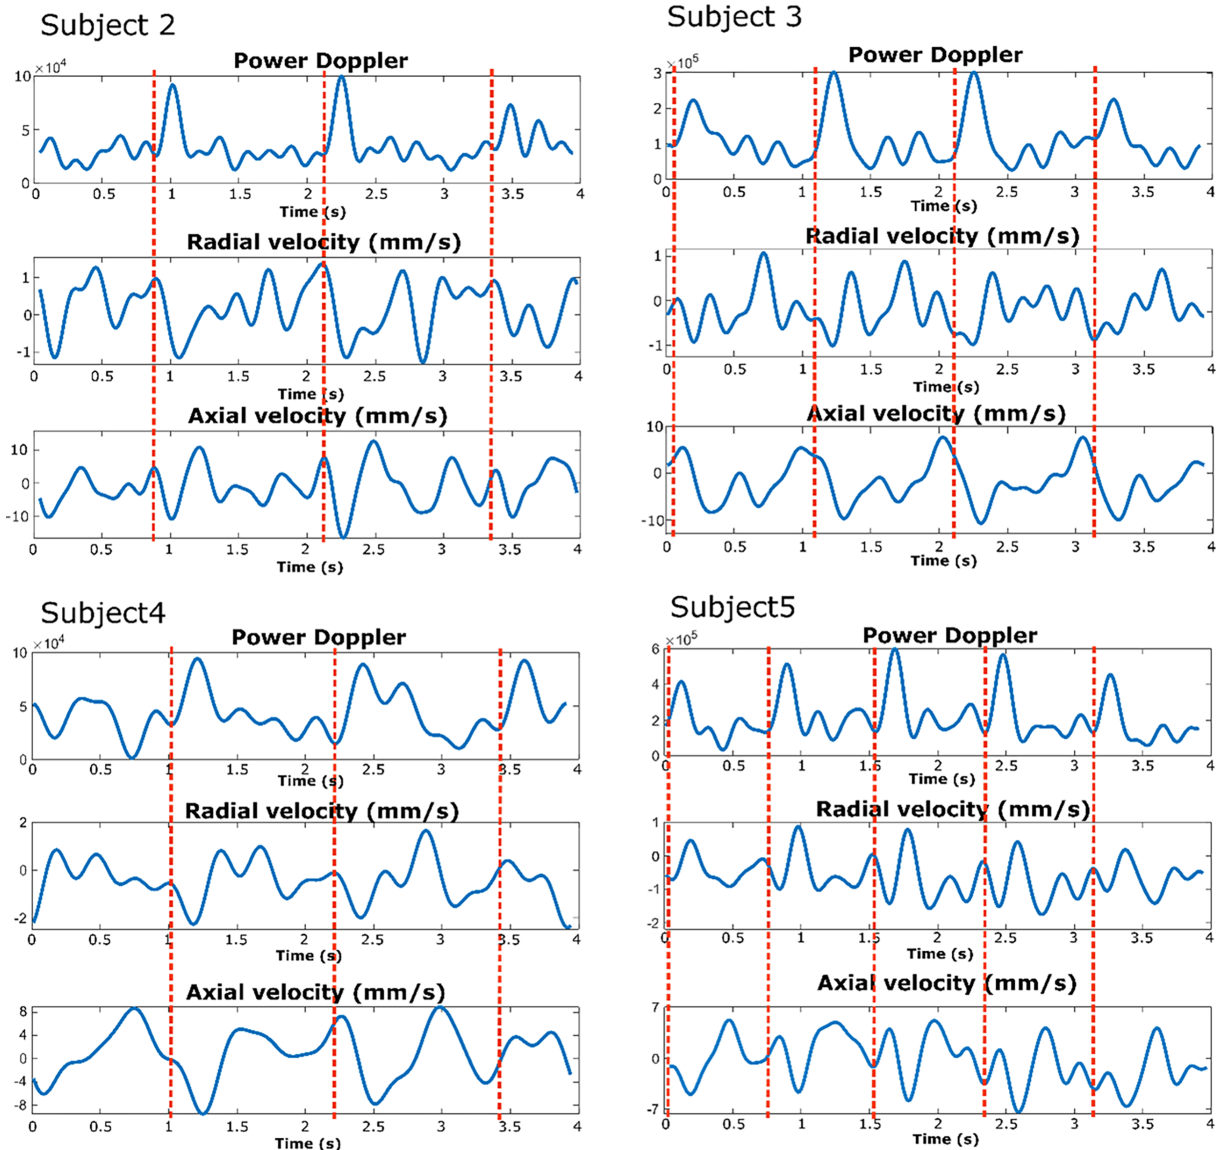 Subject 2
Power Doppler
×10⁴
10
5
0
0 0.5 1 1.5 2 2.5 3 3.5 4
Time (s)
Radial velocity (mm/s)
1
0
-1
0 0.5 1 1.5 2 2.5 3 3.5 4
Time (s)
Axial velocity (mm/s)
10
0
-10
0 0.5 1 1.5 2 2.5 3 3.5 4
Time (s)
Subject 3
Power Doppler
×10⁵
3
2
1
0
0 0.5 1 1.5 2 2.5 3 3.5 4
Time (s)
Radial velocity (mm/s)
1
0
-1
0 0.5 1 1.5 2 2.5 3 3.5 4
Time (s)
Axial velocity (mm/s)
10
0
-10
0 0.5 1 1.5 2 2.5 3 3.5 4
Time (s)
Subject4
Power Doppler
×10⁴
10
5
0
0 0.5 1 1.5 2 2.5 3 3.5 4
Time (s)
Radial velocity (mm/s)
2
0
-2
0 0.5 1 1.5 2 2.5 3 3.5 4
Time (s)
Axial velocity (mm/s)
8
4
0
-4
-8
0 0.5 1 1.5 2 2.5 3 3.5 4
Time (s)
Subject5
Power Doppler
×10⁵
6
4
2
0
0 0.5 1 1.5 2 2.5 3 3.5 4
Time (s)
Radial velocity (mm/s)
1
0
-1
-2
0 0.5 1 1.5 2 2.5 3 3.5 4
Time (s)
Axial velocity (mm/s)
7
0
-7
0 0.5 1 1.5 2 2.5 3 3.5 4
Time (s)